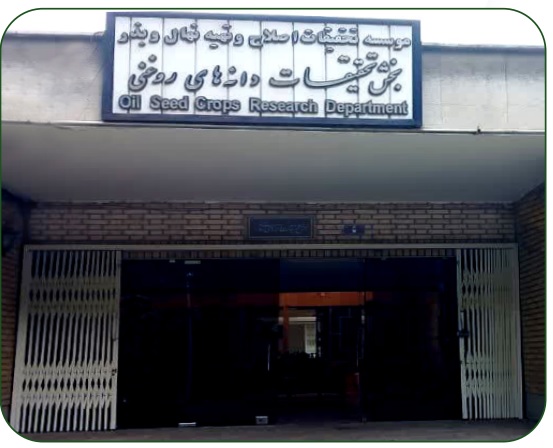 موسسه تحقیقات اصلاح و تهیه نهال و بذر
بخش تحقیقات دانه های روغنی
Oil Seed Crops Research Department